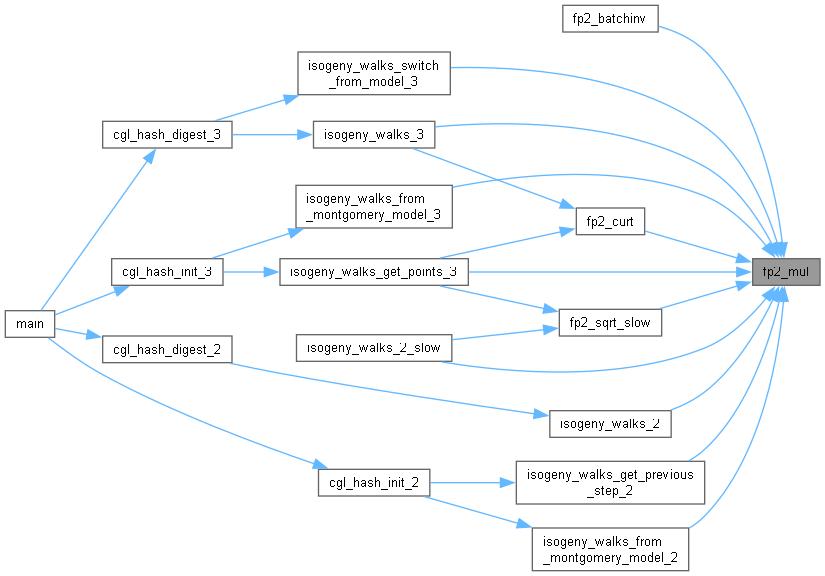 fp2_batchinv
isogeny_walks_switch
_from_model_3
cgl_hash_digest_3
isogeny_walks_3
isogeny_walks_from
_montgomery_model_3
fp2_curt
cgl_hash_init_3
isogeny_walks_get_points_3
fp2_mul
main
fp2_sqrt_slow
cgl_hash_digest_2
isogeny_walks_2_slow
isogeny_walks_2
cgl_hash_init_2
isogeny_walks_get_previous
_step_2
isogeny_walks_from
_montgomery_model_2